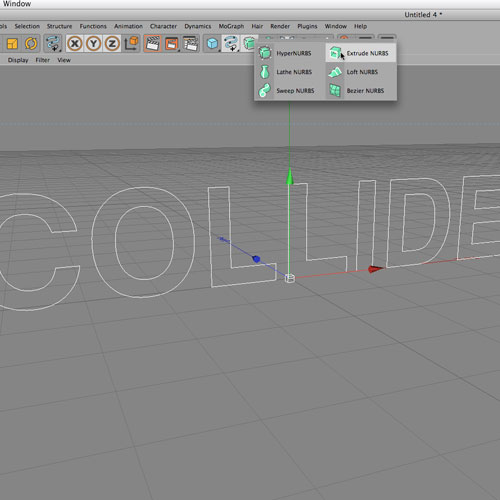 Window
Untitled 4 *
ls Selection Structure Functions Animation Character Dynamics MoGraph Hair Render Plugins Window Help
X Y Z
HyperNURBS Extrude NURBS
Display Filter View
Lathe NURBS Loft NURBS
Sweep NURBS Bezier NURBS
COLLIDE